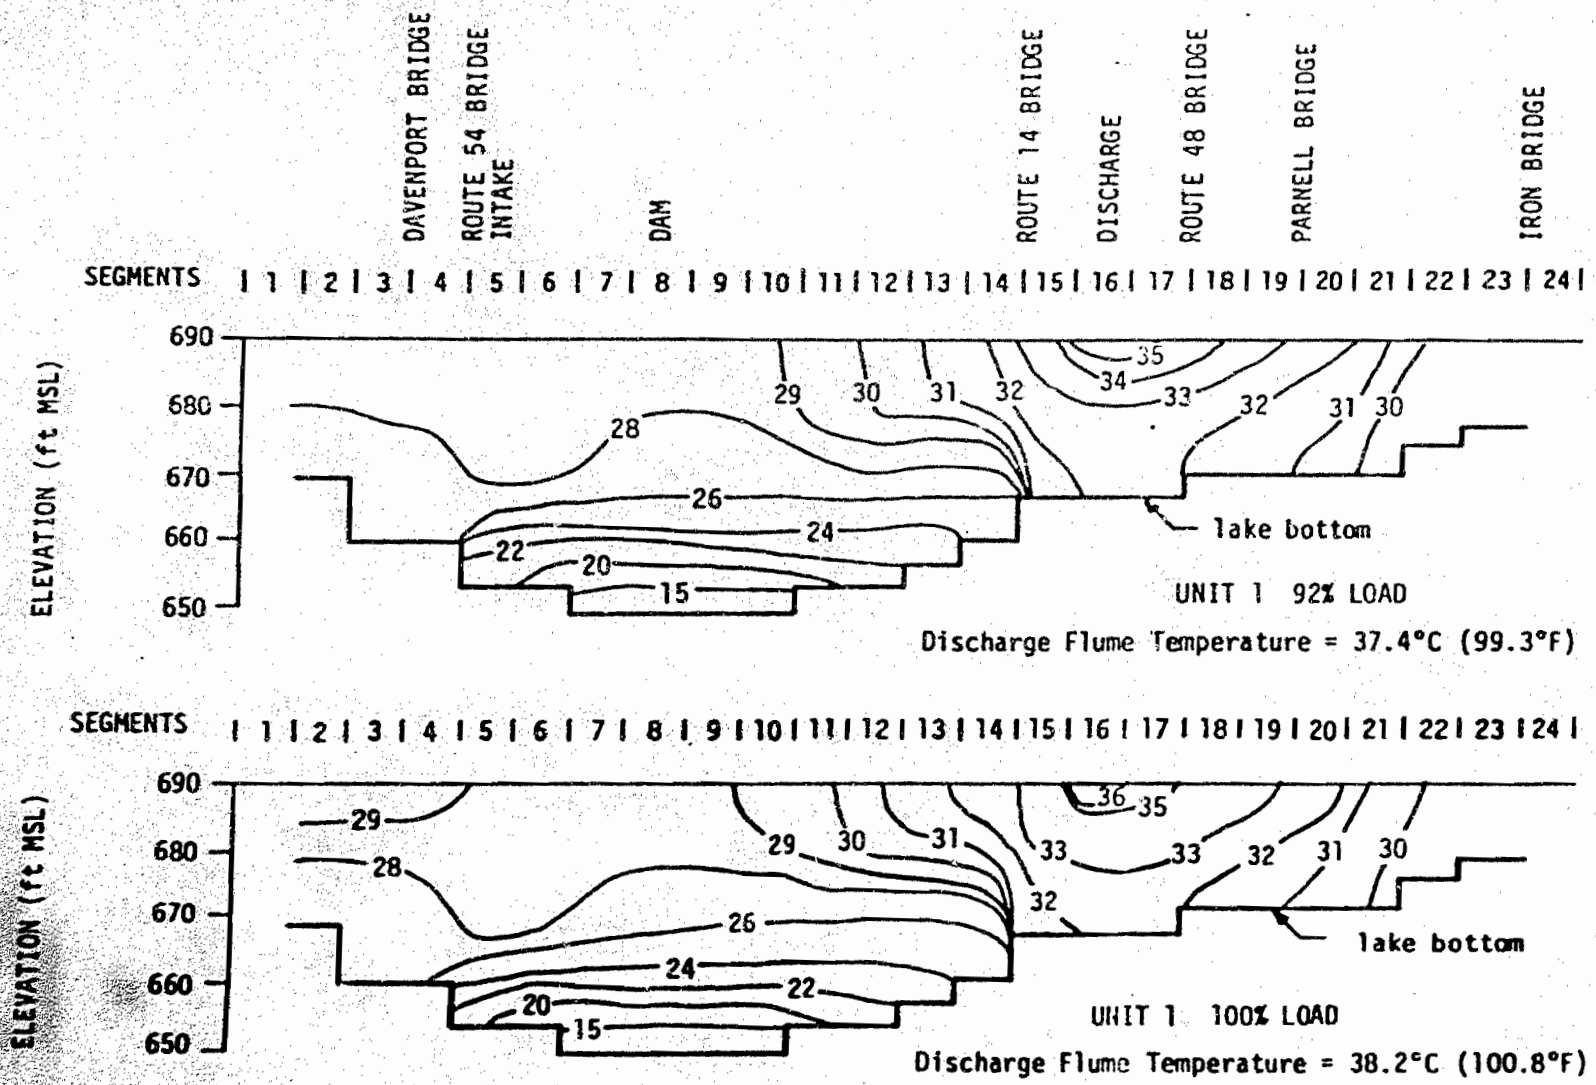 DAVENPORT BRIDGE
ROUTE 54 BRIDGE
INTAKE
DAM
ROUTE 14 BRIDGE
DISCHARGE
ROUTE 48 BRIDGE
PARNELL BRIDGE
IRON BRIDGE
SEGMENTS | 1 | 2 | 3 | 4 | 5 | 6 | 7 | 8 | 9 | 10 | 11 | 12 | 13 | 14 | 15 | 16 | 17 | 18 | 19 | 20 | 21 | 22 | 23 | 24 |
ELEVATION (ft MSL)
690
680
670
660
650
35
34
33
29
30
31
32
32
31
30
28
26
24
22
20
15
lake bottom
UNIT 1 92% LOAD
Discharge Flume Temperature = 37.4°C (99.3°F)
SEGMENTS | 1 | 2 | 3 | 4 | 5 | 6 | 7 | 8 | 9 | 10 | 11 | 12 | 13 | 14 | 15 | 16 | 17 | 18 | 19 | 20 | 21 | 22 | 23 | 24 |
ELEVATION (ft MSL)
690
680
670
660
650
36
35
29
29
30
31
33
33
32
31
30
28
32
26
24
22
20
15
lake bottom
UNIT 1 100% LOAD
Discharge Flume Temperature = 38.2°C (100.8°F)